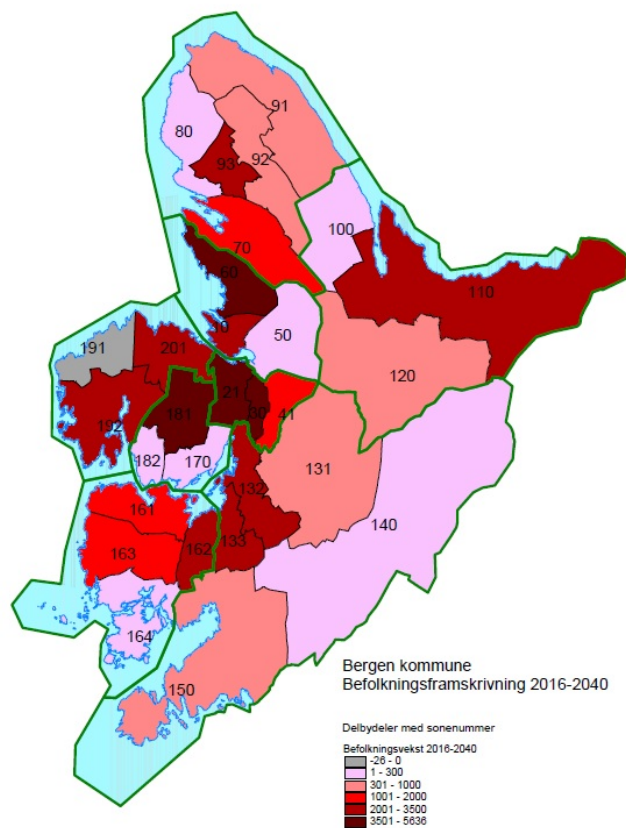 91
80
93
92
100
70
60
110
10
50
191
201
120
21
181
30
41
192
182
170
131
132
140
161
133
162
163
164
150
Bergen kommune
Befolkningsframskrivning 2016-2040
Delbydeler med sonenummer
Befolkningsvekst 2016-2040
-26 - 0
1 - 300
301 - 1000
1001 - 2000
2001 - 3500
3501 - 5636